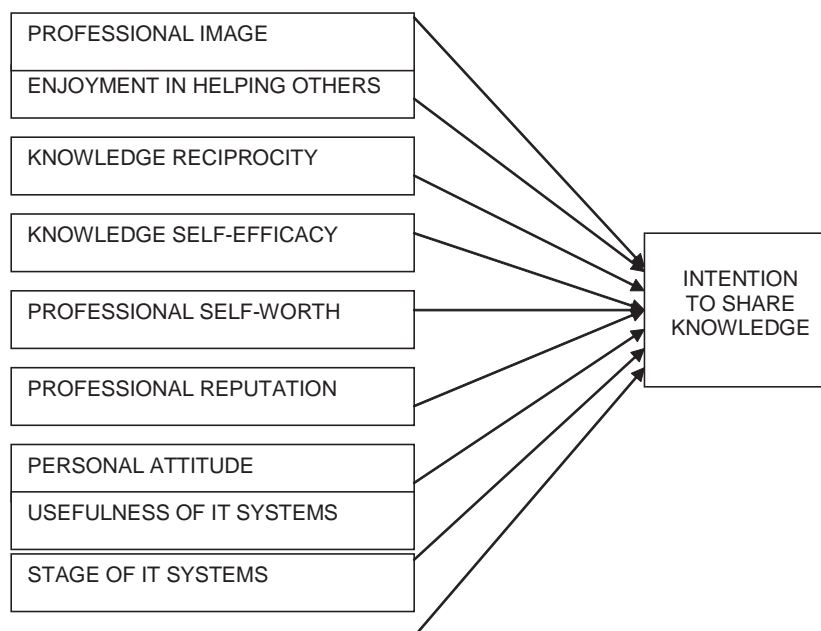 PROFESSIONAL IMAGE
ENJOYMENT IN HELPING OTHERS
KNOWLEDGE RECIPROCITY
KNOWLEDGE SELF-EFFICACY
PROFESSIONAL SELF-WORTH
PROFESSIONAL REPUTATION
PERSONAL ATTITUDE
USEFULNESS OF IT SYSTEMS
STAGE OF IT SYSTEMS
INTENTION
TO SHARE
KNOWLEDGE